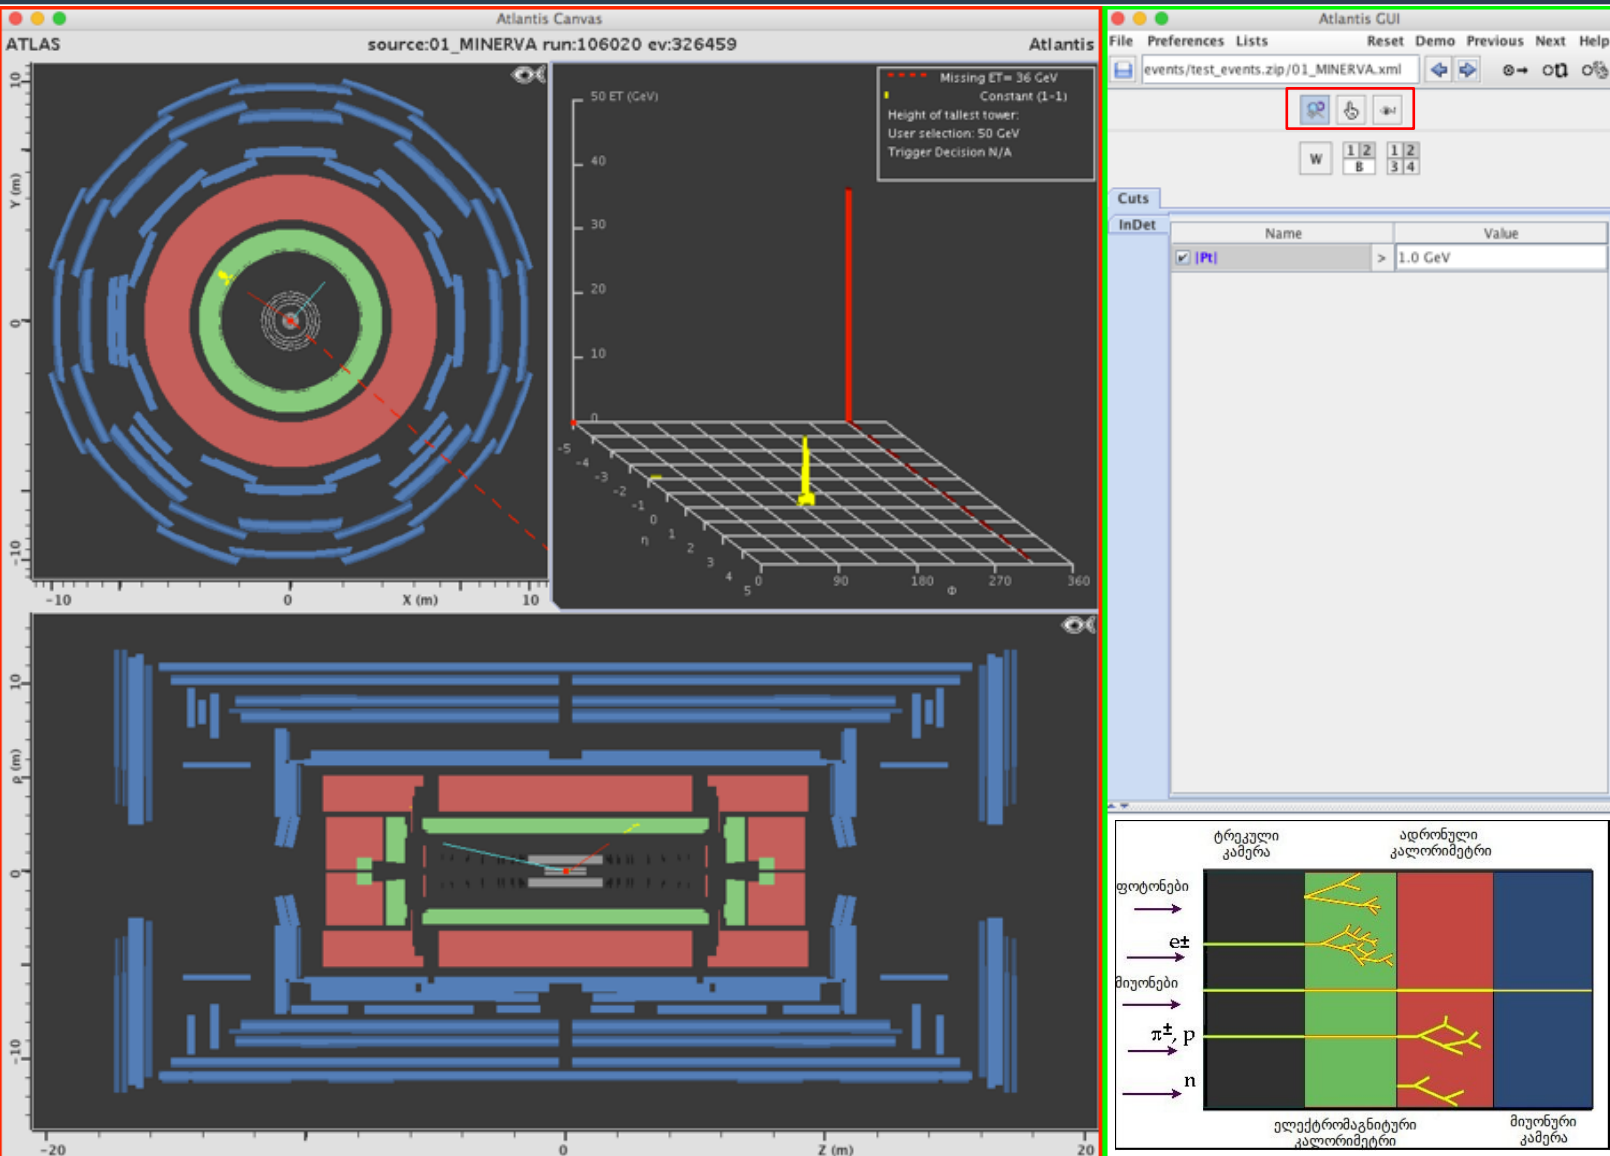 Atlantis Canvas
ATLAS
source:01_MINERVA run:106020 ev:326459
Atlantis
10
Y (m)
0
-10
-10
0
X (m)
10
50 ET (GeV)
40
30
20
10
0
-5
-4
-3
-2
-1
0
1
2
3
4
5
η
0
90
180
270
360
Φ
Missing ET= 36 GeV
Constant (1-1)
Height of tallest tower:
User selection: 50 GeV
Trigger Decision N/A
10
ρ (m)
0
-10
-20
0
Z (m)
20
Atlantis GUI
File Preferences Lists Reset Demo Previous Next Help
events/test_events.zip/01_MINERVA.xml
W
1 2
B
1 2
3 4
Cuts
InDet
Name Value
|Pt| > 1.0 GeV
ტრეკული
კამერა
ადრონული
კალორიმეტრი
ფოტონები
e±
მიუონები
π±, p
n
ელექტრომაგნიტური
კალორიმეტრი
მიუონური
კამერა